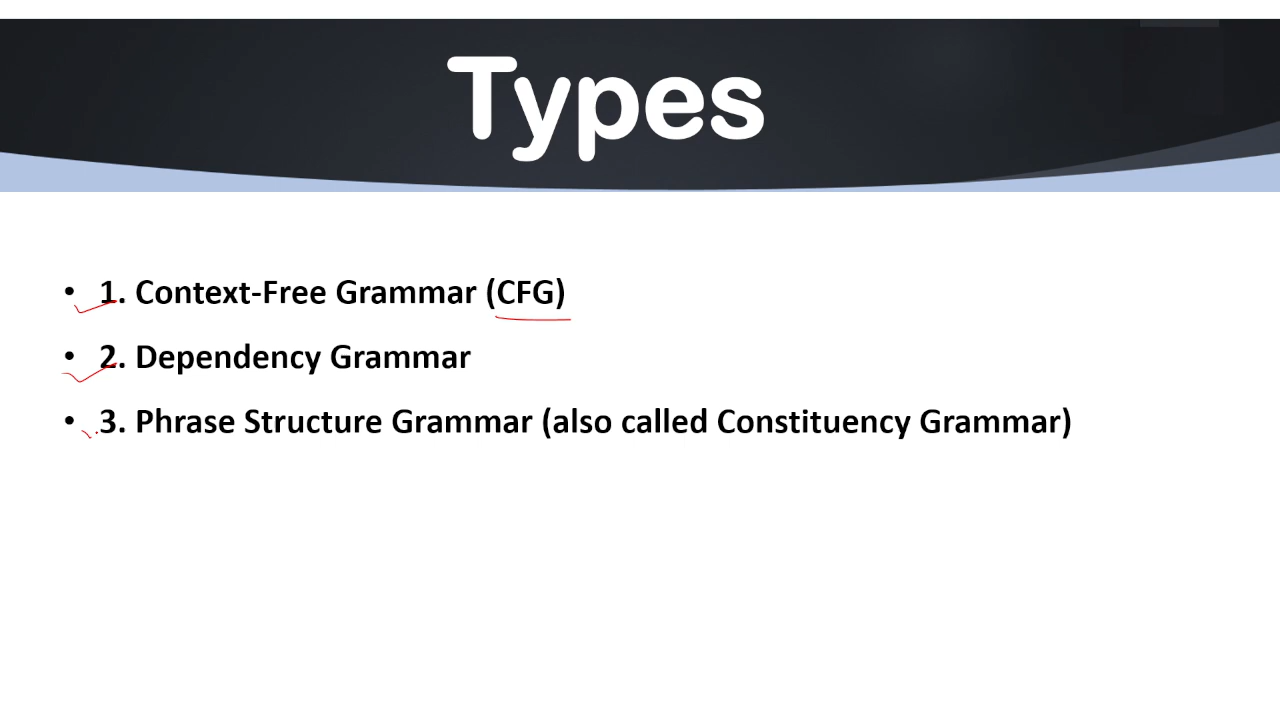 Types
• 1. Context-Free Grammar (CFG)
• 2. Dependency Grammar
• 3. Phrase Structure Grammar (also called Constituency Grammar)